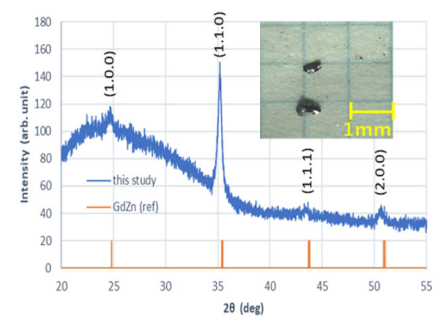 Intensity (arb. unit)
180
160
140
120
100
80
60
40
20
0
(1.0.0)
(1.1.0)
(1.1.1)
(2.0.0)
1mm
this study
GdZn (ref)
20 25 30 35 40 45 50 55
2θ (deg)